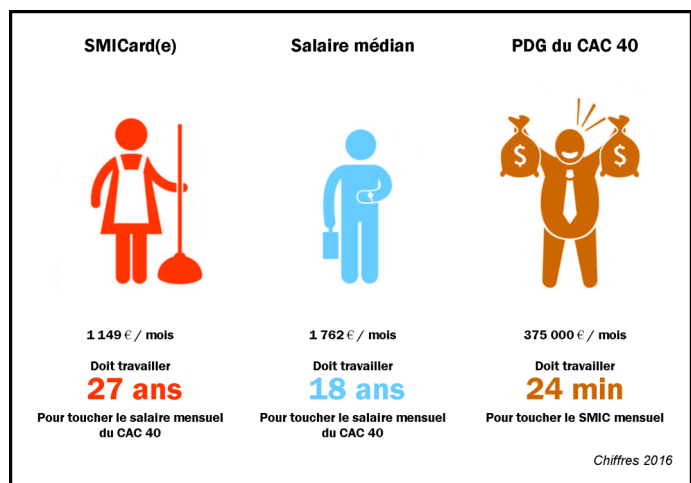 SMICard(e)
1 149 € / mois
Doit travailler
27 ans
Pour toucher le salaire mensuel
du CAC 40
Salaire médian
1 762 € / mois
Doit travailler
18 ans
Pour toucher le salaire mensuel
du CAC 40
PDG du CAC 40
$ $
375 000 € / mois
Doit travailler
24 min
Pour toucher le SMIC mensuel
Chiffres 2016